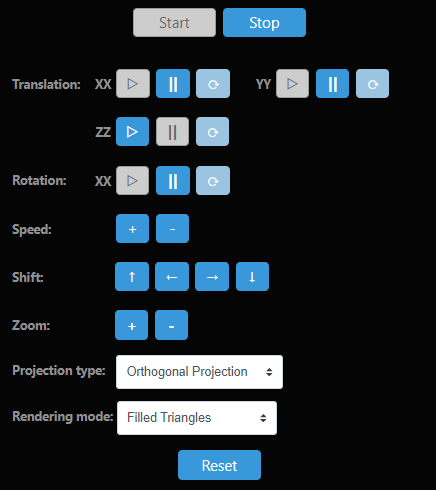 Start Stop
Translation: XX YY
ZZ
Rotation: XX
Speed: + -
Shift: ↑ ← → ↓
Zoom: + -
Projection type: Orthogonal Projection
Rendering mode: Filled Triangles
Reset